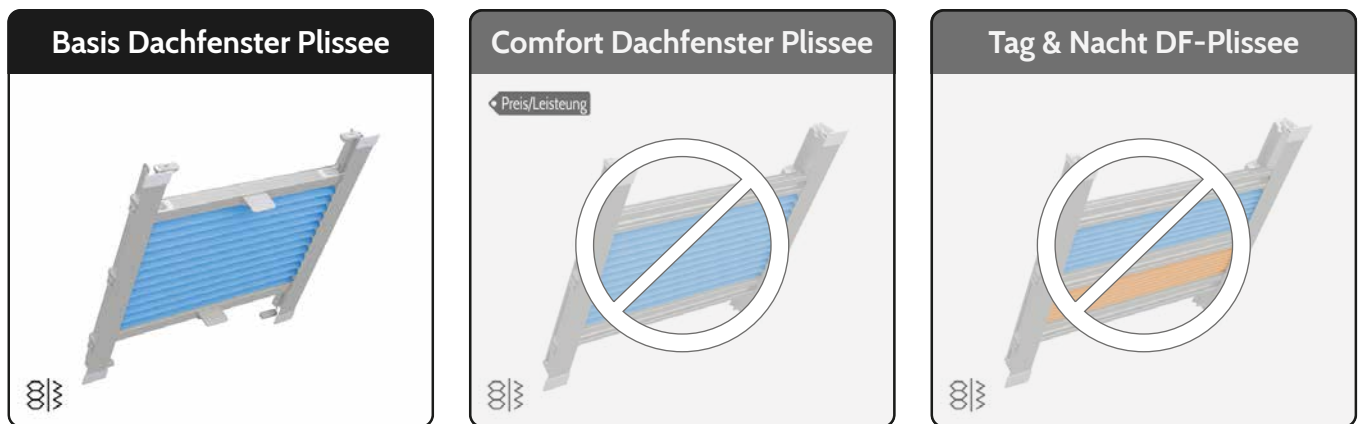 Basis Dachfenster Plissee
Comfort Dachfenster Plissee
Preis/Leisteung
Tag & Nacht DF-Plissee